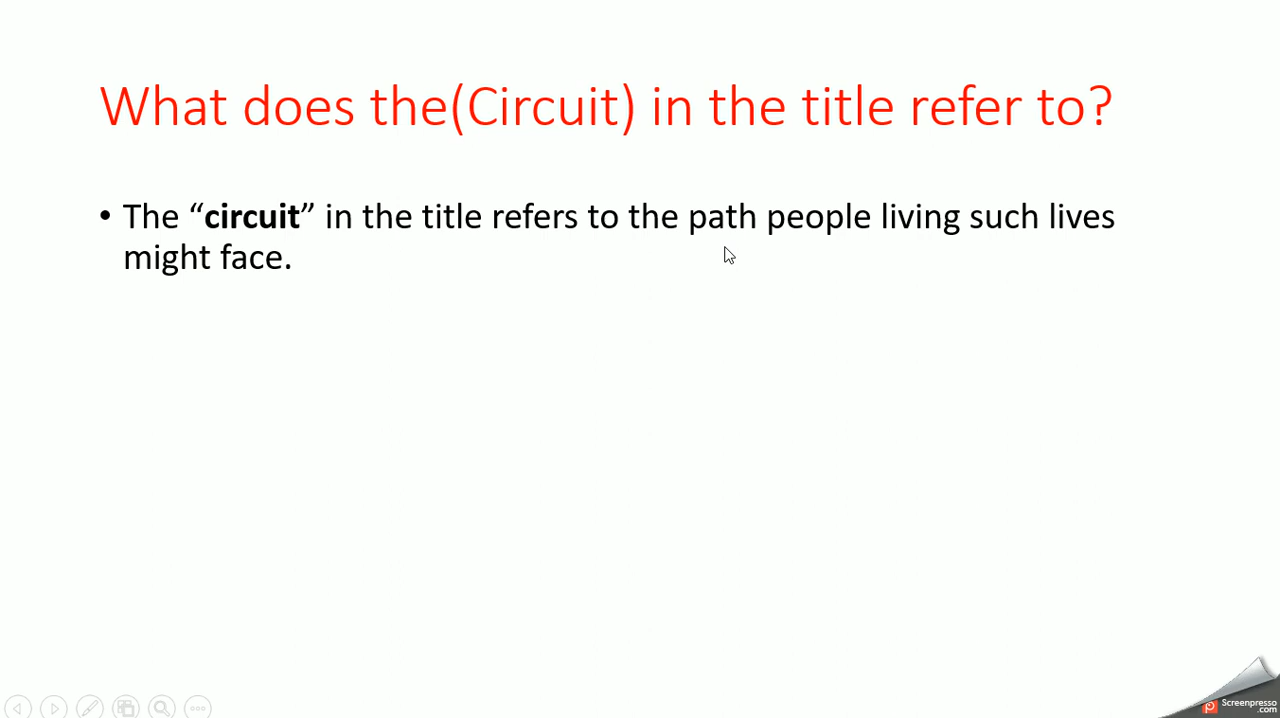 What does the(Circuit) in the title refer to?
• The “circuit” in the title refers to the path people living such lives
might face.
Screenpresso
.com